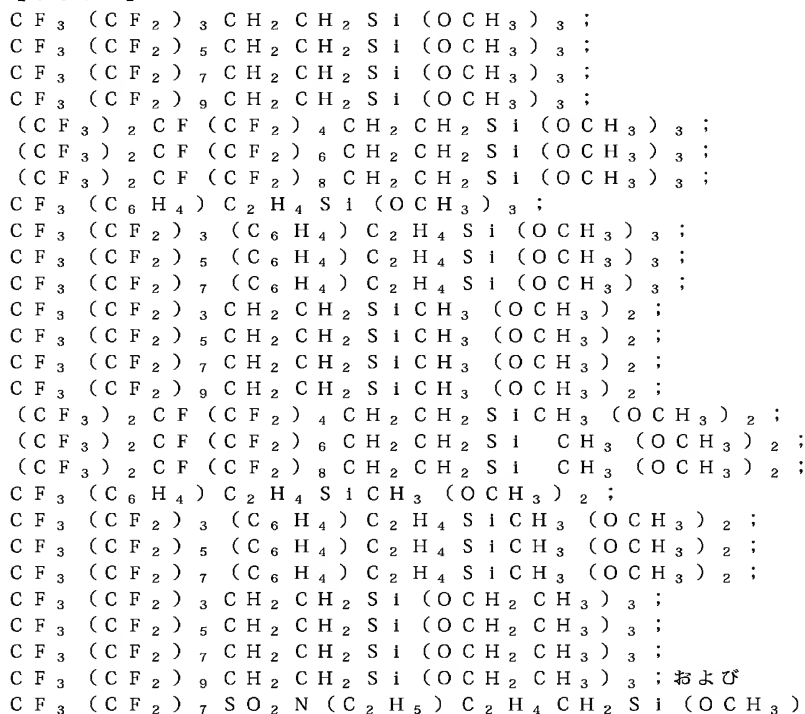 CF₃(CF₂)₃CH₂CH₂Si(OCH₃)₃;
CF₃(CF₂)₅CH₂CH₂Si(OCH₃)₃;
CF₃(CF₂)₇CH₂CH₂Si(OCH₃)₃;
CF₃(CF₂)₉CH₂CH₂Si(OCH₃)₃;
(CF₃)₂CF(CF₂)₄CH₂CH₂Si(OCH₃)₃;
(CF₃)₂CF(CF₂)₆CH₂CH₂Si(OCH₃)₃;
(CF₃)₂CF(CF₂)₈CH₂CH₂Si(OCH₃)₃;
CF₃(C₆H₄)C₂H₄Si(OCH₃)₃;
CF₃(CF₂)₃(C₆H₄)C₂H₄Si(OCH₃)₃;
CF₃(CF₂)₅(C₆H₄)C₂H₄Si(OCH₃)₃;
CF₃(CF₂)₇(C₆H₄)C₂H₄Si(OCH₃)₃;
CF₃(CF₂)₃CH₂CH₂SiCH₃(OCH₃)₂;
CF₃(CF₂)₅CH₂CH₂SiCH₃(OCH₃)₂;
CF₃(CF₂)₇CH₂CH₂SiCH₃(OCH₃)₂;
CF₃(CF₂)₉CH₂CH₂SiCH₃(OCH₃)₂;
(CF₃)₂CF(CF₂)₄CH₂CH₂SiCH₃(OCH₃)₂;
(CF₃)₂CF(CF₂)₆CH₂CH₂Si CH₃(OCH₃)₂;
(CF₃)₂CF(CF₂)₈CH₂CH₂Si CH₃(OCH₃)₂;
CF₃(C₆H₄)C₂H₄SiCH₃(OCH₃)₂;
CF₃(CF₂)₃(C₆H₄)C₂H₄SiCH₃(OCH₃)₂;
CF₃(CF₂)₅(C₆H₄)C₂H₄SiCH₃(OCH₃)₂;
CF₃(CF₂)₇(C₆H₄)C₂H₄SiCH₃(OCH₃)₂;
CF₃(CF₂)₃CH₂CH₂Si(OCH₂CH₃)₃;
CF₃(CF₂)₅CH₂CH₂Si(OCH₂CH₃)₃;
CF₃(CF₂)₇CH₂CH₂Si(OCH₂CH₃)₃;
CF₃(CF₂)₉CH₂CH₂Si(OCH₂CH₃)₃;および
CF₃(CF₂)₇SO₂N(C₂H₅)C₂H₄CH₂Si(OCH₃)